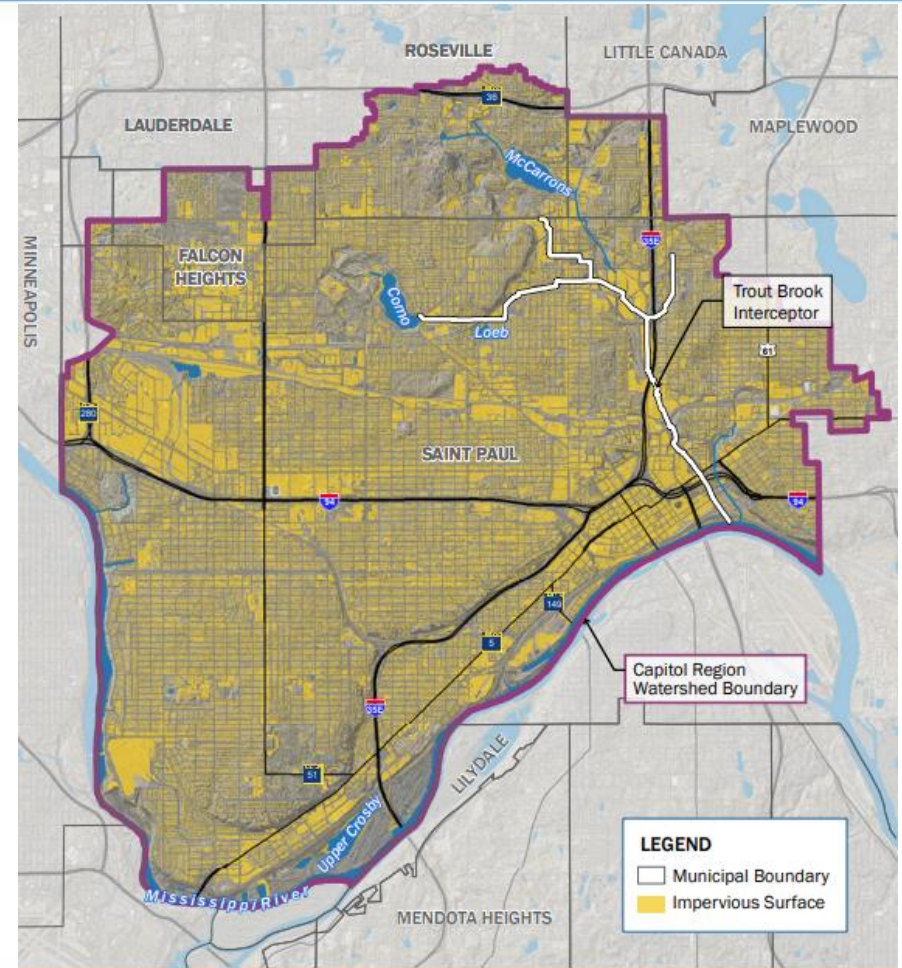 ROSEVILLE
LITTLE CANADA
36
LAUDERDALE
MAPLEWOOD
McCarrons
MINNEAPOLIS
FALCON
HEIGHTS
35E
Como
Loeb
Trout Brook
Interceptor
61
280
SAINT PAUL
94
94
149
5
Capitol Region
Watershed Boundary
35E
LILYDALE
51
Upper Crosby
Mississippi River
MENDOTA HEIGHTS
LEGEND
Municipal Boundary
Impervious Surface